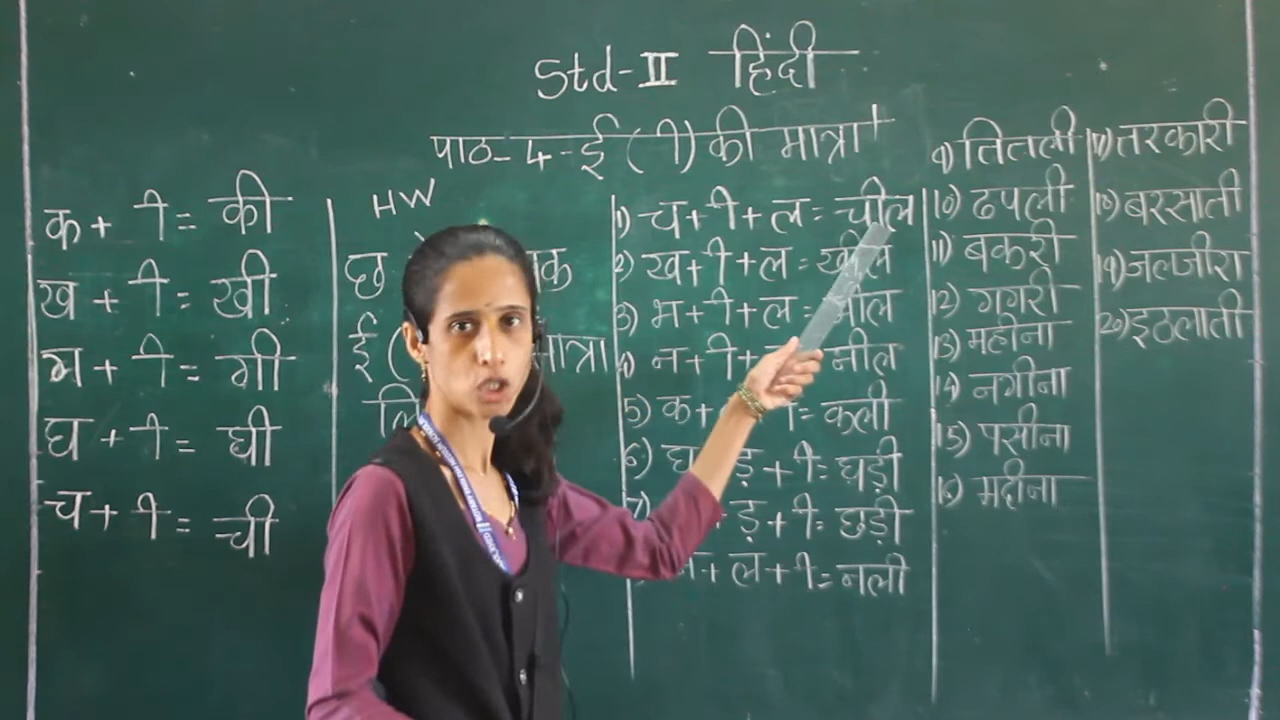 Std-II हिंदी
पाठ-4-ई (ी) की मात्रा
क + ी = की
ख + ी = खी
ग + ी = गी
घ + ी = घी
च + ी = ची
HW
छ
ई ( मात्रा
1) च+ी+ल= चील
2) ख+ी+ल= खील
3) भ+ी+ल=
4) न+ी+ नील
5) क+ ी= कली
6) घ ड़+ी= घड़ी
ड़+ी= छड़ी
न+ल+ी= नली
9) तितली
10) ढपली
11) बकरी
12) गगरी
13) महीना
14) नगीना
15) पसीना
16) मदीना
17) तरकारी
18) बरसाती
19) जलजीरा
20) इठलाती